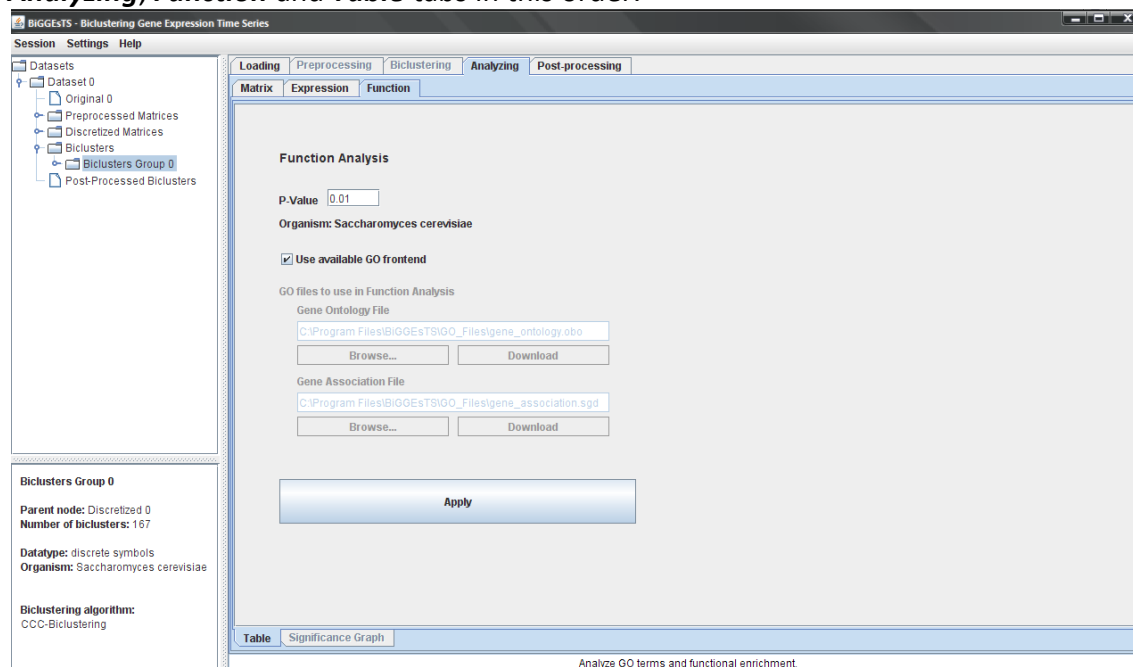 Analyzing, Function and Table tabs in this order.
BiGGEsTS - Biclustering Gene Expression Time Series
Session Settings Help
Datasets
Dataset 0
Original 0
Preprocessed Matrices
Discretized Matrices
Biclusters
Biclusters Group 0
Post-Processed Biclusters
Loading Preprocessing Biclustering Analyzing Post-processing
Matrix Expression Function
Function Analysis
P-Value 0.01
Organism: Saccharomyces cerevisiae
Use available GO frontend
GO files to use in Function Analysis
Gene Ontology File
C:\Program Files\BiGGEsTS\GO_Files\gene_ontology.obo
Browse... Download
Gene Association File
C:\Program Files\BiGGEsTS\GO_Files\gene_association.sgd
Browse... Download
Apply
Biclusters Group 0
Parent node: Discretized 0
Number of biclusters: 167
Datatype: discrete symbols
Organism: Saccharomyces cerevisiae
Biclustering algorithm:
CCC-Biclustering
Table Significance Graph
Analyze GO terms and functional enrichment.